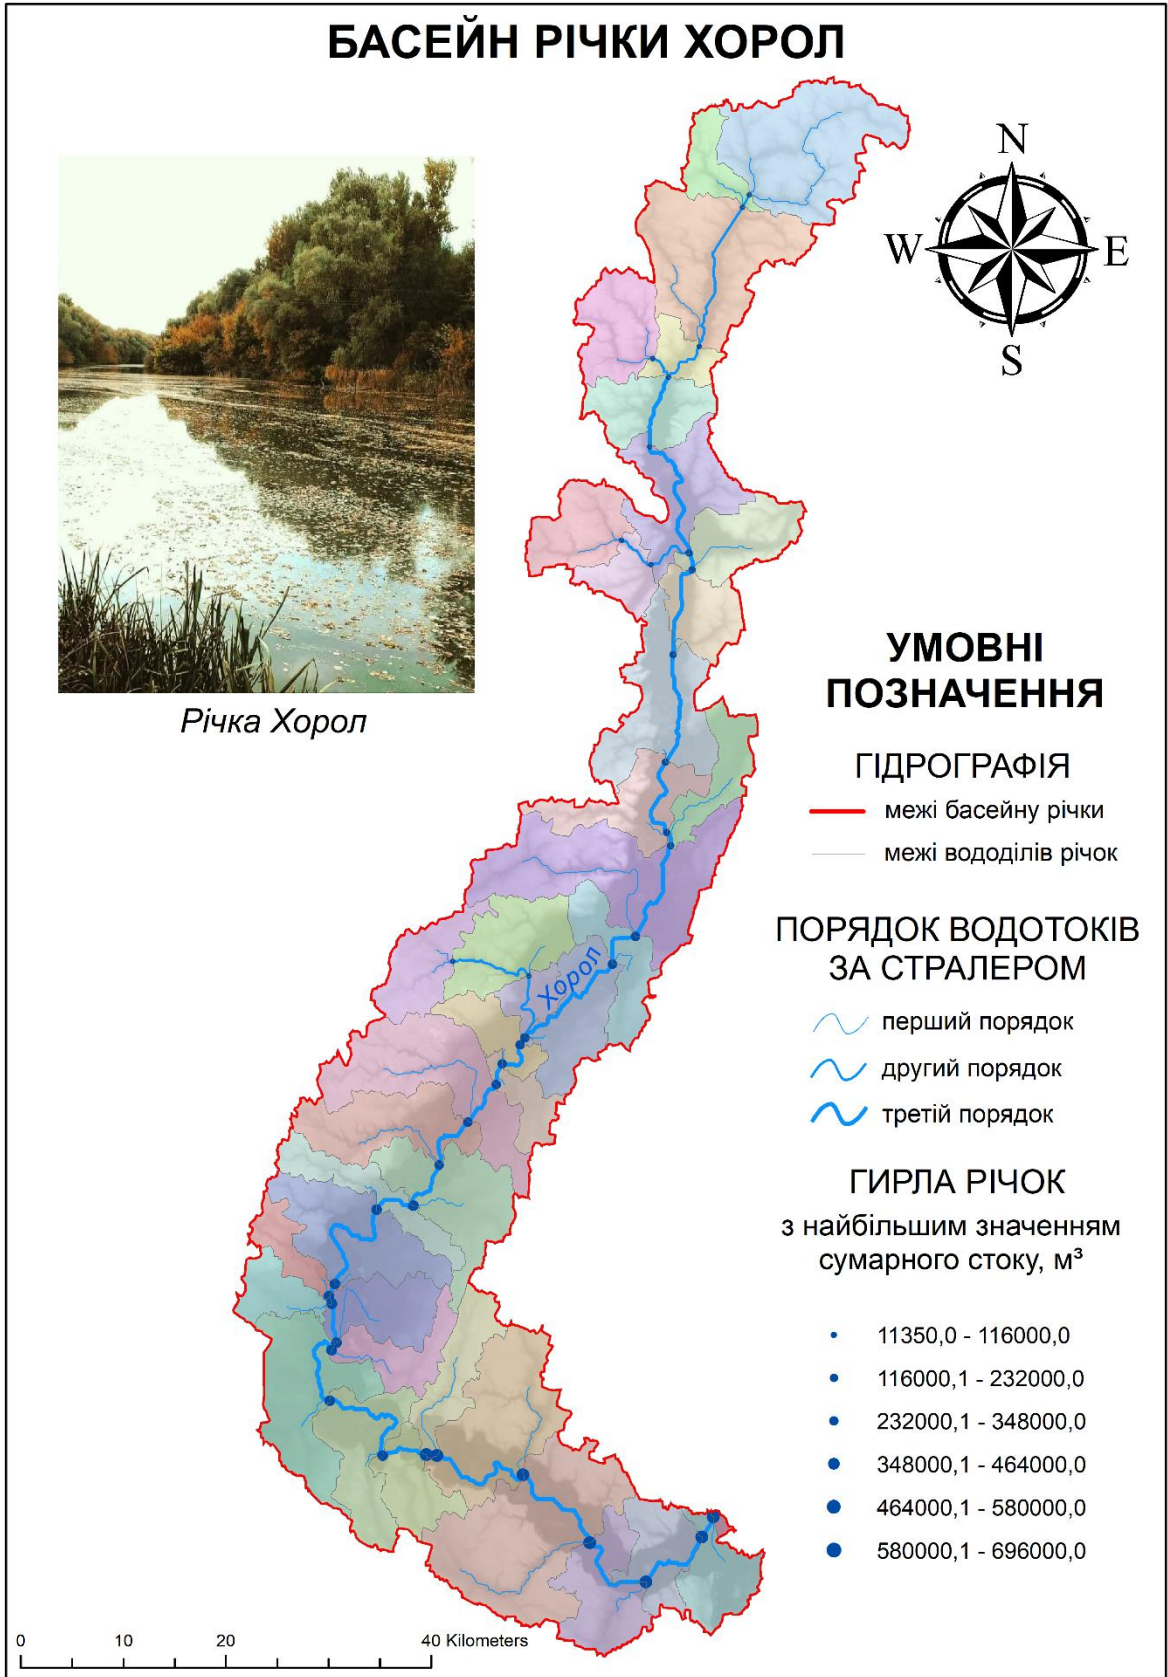 БАСЕЙН РІЧКИ ХОРОЛ
N
W
E
S
Річка Хорол
Хорол
УМОВНІ
ПОЗНАЧЕННЯ
ГІДРОГРАФІЯ
межі басейну річки
межі вододілів річок
ПОРЯДОК ВОДОТОКІВ
ЗА СТРАЛЕРОМ
перший порядок
другий порядок
третій порядок
ГИРЛА РІЧОК
з найбільшим значенням
сумарного стоку, м³
11350,0 - 116000,0
116000,1 - 232000,0
232000,1 - 348000,0
348000,1 - 464000,0
464000,1 - 580000,0
580000,1 - 696000,0
0 10 20 40 Kilometers